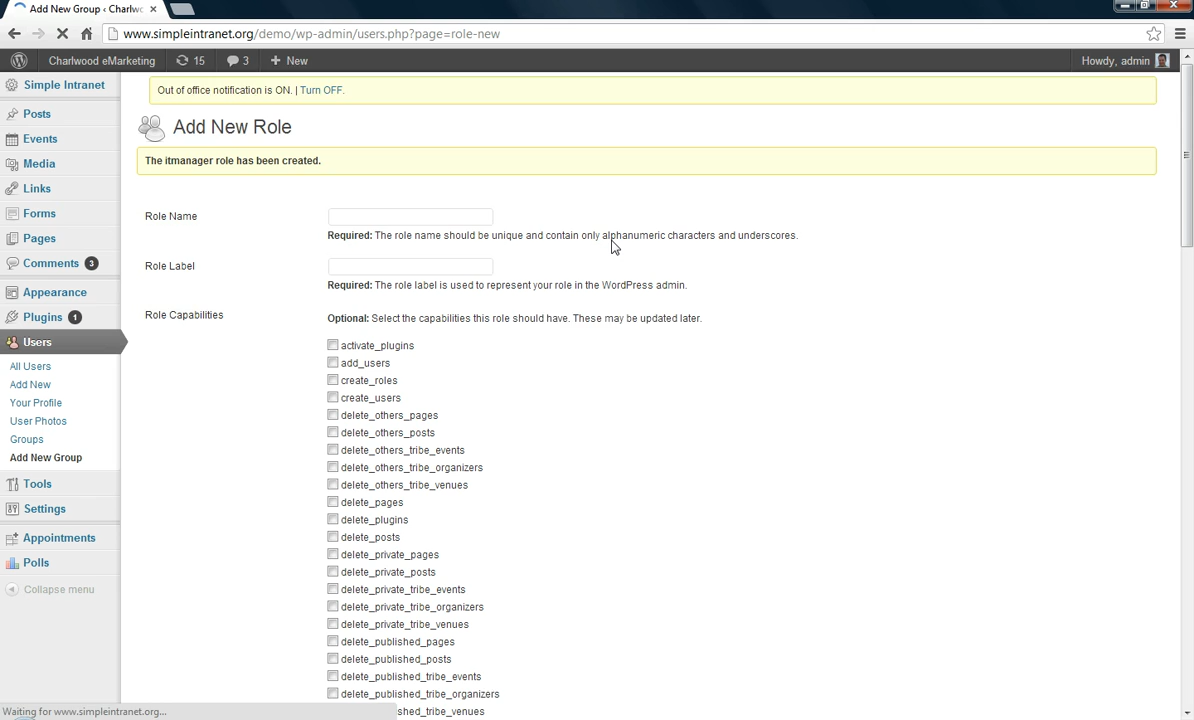 Add New Group ‹ Charlwo
www.simpleintranet.org/demo/wp-admin/users.php?page=role-new
Charlwood eMarketing
15
3
+ New
Howdy, admin
Simple Intranet
Posts
Events
Media
Links
Forms
Pages
Comments 3
Appearance
Plugins 1
Users
All Users
Add New
Your Profile
User Photos
Groups
Add New Group
Tools
Settings
Appointments
Polls
Collapse menu
Out of office notification is ON. | Turn OFF.
Add New Role
The itmanager role has been created.
Role Name
Required: The role name should be unique and contain only alphanumeric characters and underscores.
Role Label
Required: The role label is used to represent your role in the WordPress admin.
Role Capabilities
Optional: Select the capabilities this role should have. These may be updated later.
activate_plugins
add_users
create_roles
create_users
delete_others_pages
delete_others_posts
delete_others_tribe_events
delete_others_tribe_organizers
delete_others_tribe_venues
delete_pages
delete_plugins
delete_posts
delete_private_pages
delete_private_posts
delete_private_tribe_events
delete_private_tribe_organizers
delete_private_tribe_venues
delete_published_pages
delete_published_posts
delete_published_tribe_events
delete_published_tribe_organizers
shed_tribe_venues
Waiting for www.simpleintranet.org...